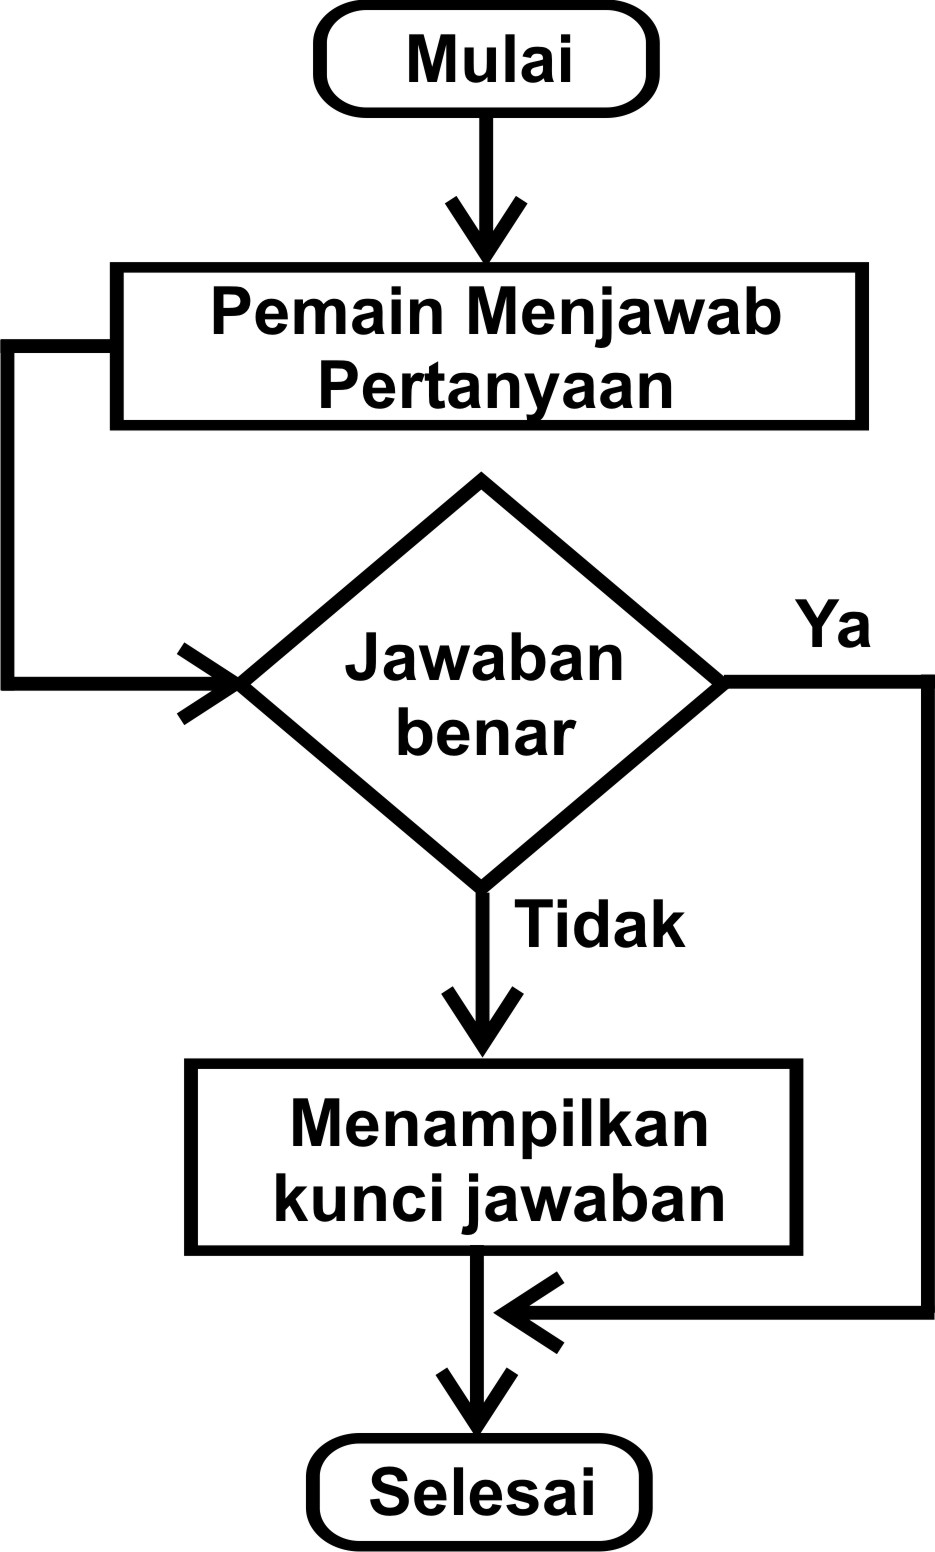 Mulai
Pemain Menjawab
Pertanyaan
Jawaban
benar
Ya
Tidak
Menampilkan
kunci jawaban
Selesai